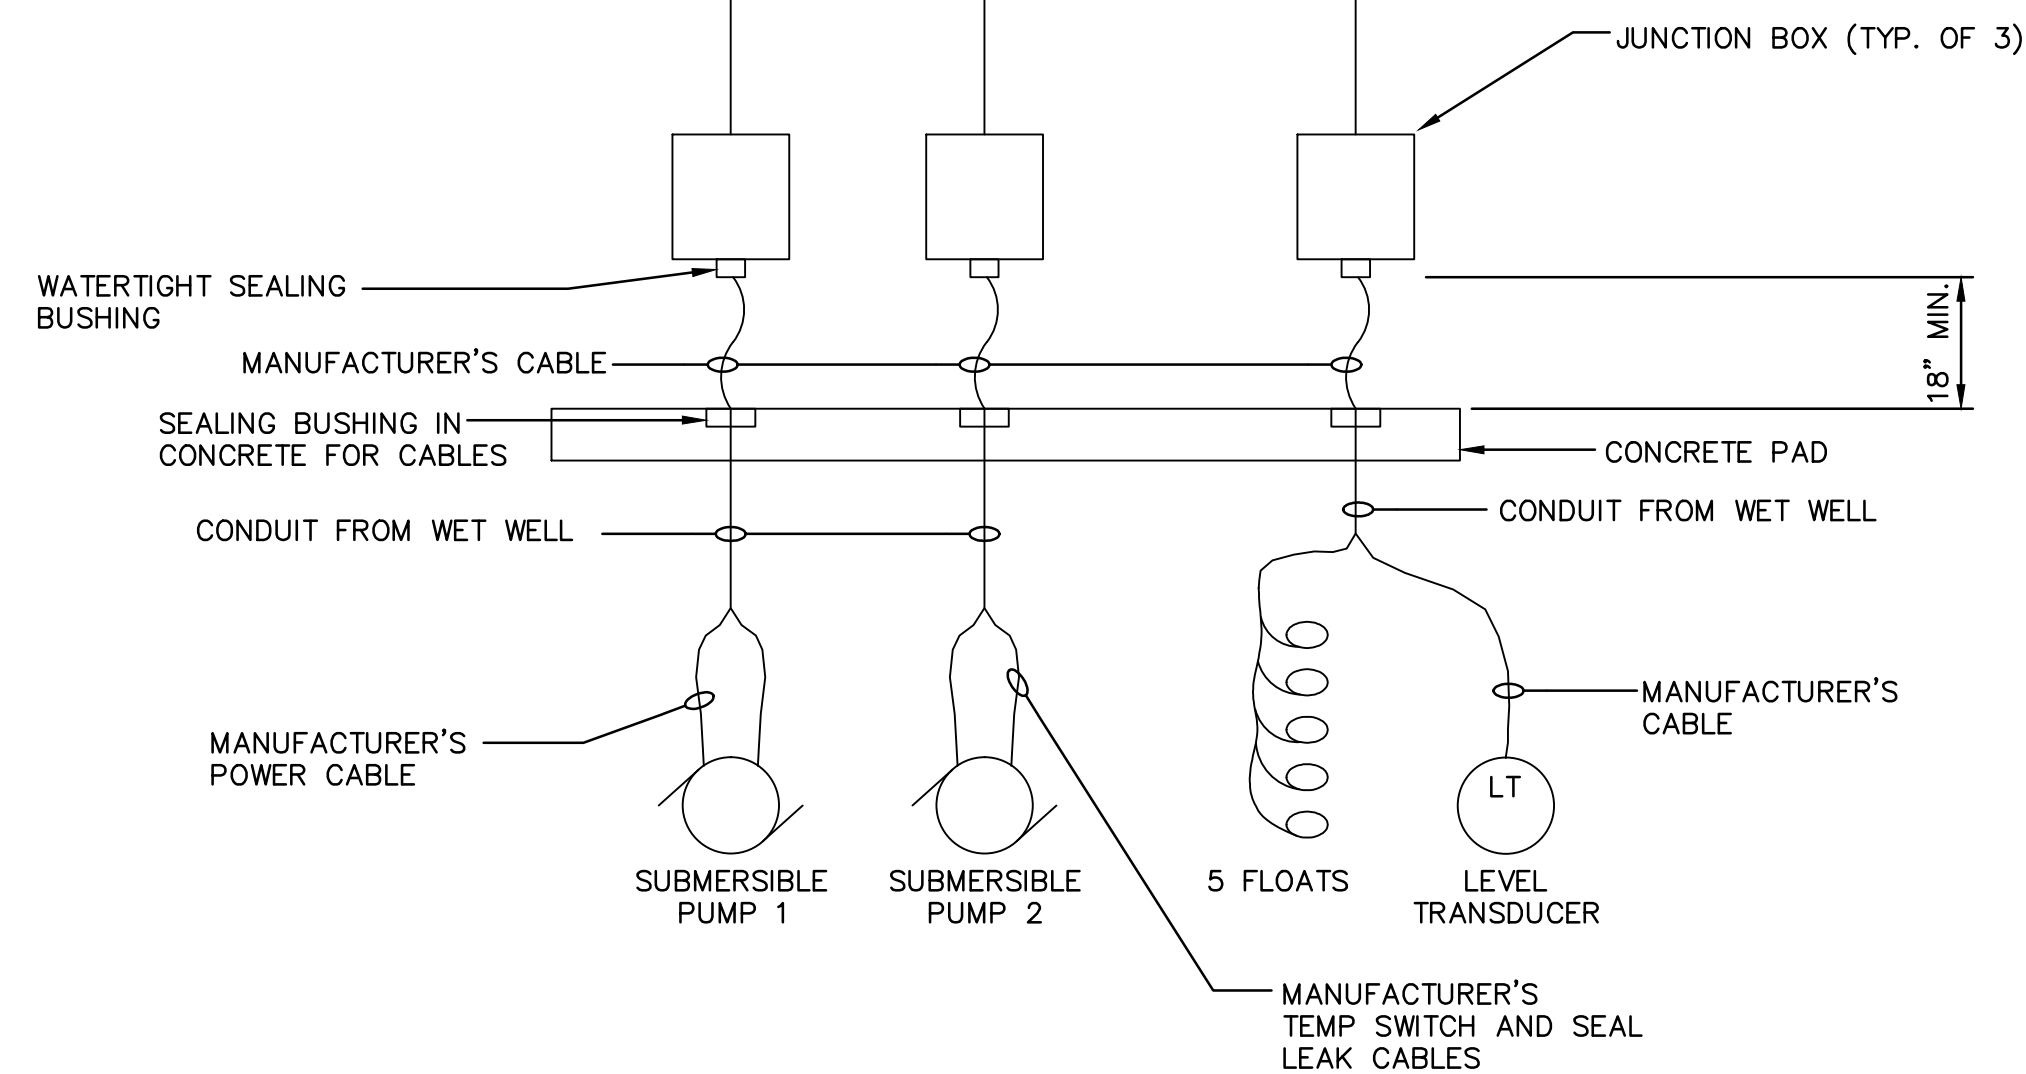 JUNCTION BOX (TYP. OF 3)
WATERTIGHT SEALING
BUSHING
18" MIN.
MANUFACTURER'S CABLE
SEALING BUSHING IN
CONCRETE FOR CABLES
CONCRETE PAD
CONDUIT FROM WET WELL
CONDUIT FROM WET WELL
MANUFACTURER'S
POWER CABLE
MANUFACTURER'S
CABLE
LT
SUBMERSIBLE
PUMP 1
SUBMERSIBLE
PUMP 2
5 FLOATS
LEVEL
TRANSDUCER
MANUFACTURER'S
TEMP SWITCH AND SEAL
LEAK CABLES